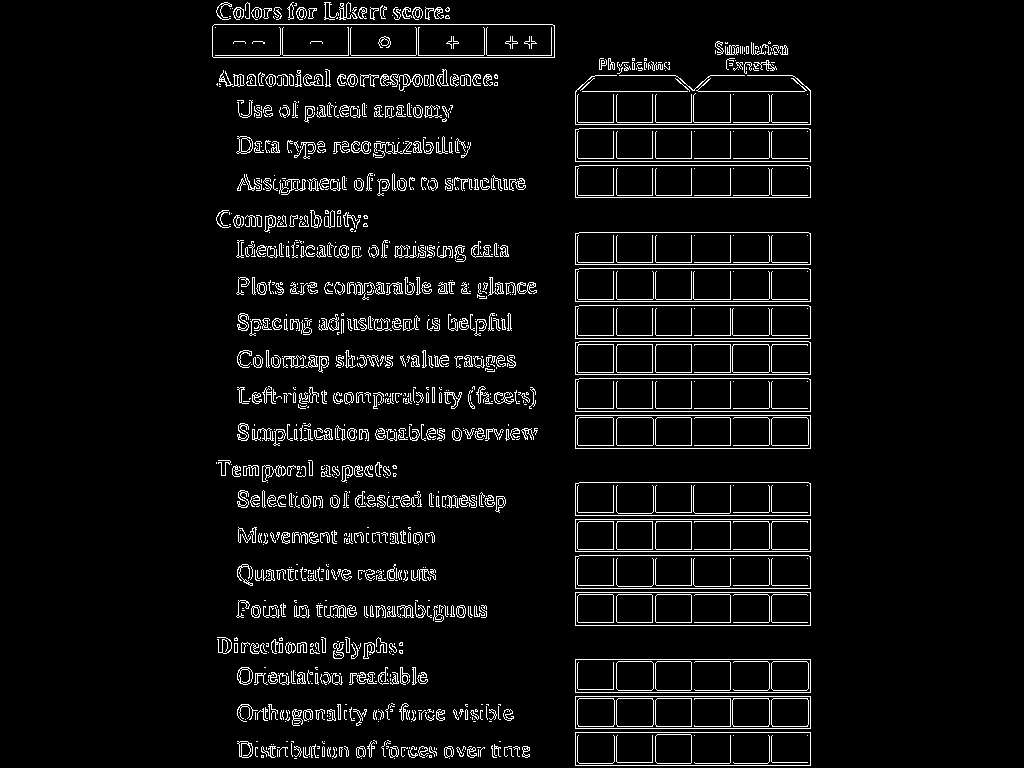 Colors for Likert score:
− − − ○ + + +
Physicians
Simulation
Experts
Anatomical correspondence:
Use of patient anatomy
Data type recognizability
Assignment of plot to structure
Comparability:
Identification of missing data
Plots are comparable at a glance
Spacing adjustment is helpful
Colormap shows value ranges
Left-right comparability (facets)
Simplification enables overview
Temporal aspects:
Selection of desired timestep
Movement animation
Quantitative readouts
Point in time unambiguous
Directional glyphs:
Orientation readable
Orthogonality of force visible
Distribution of forces over time